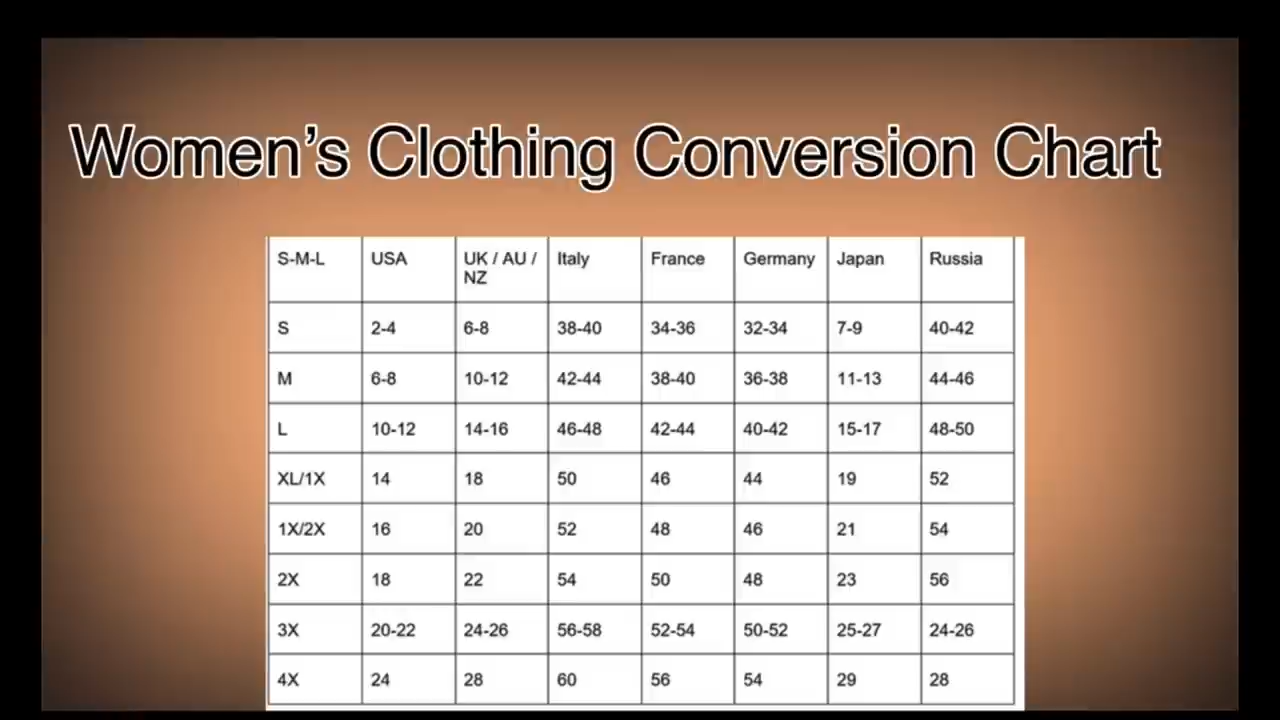 Women's Clothing Conversion Chart
S-M-L USA UK / AU / NZ Italy France Germany Japan Russia
S 2-4 6-8 38-40 34-36 32-34 7-9 40-42
M 6-8 10-12 42-44 38-40 36-38 11-13 44-46
L 10-12 14-16 46-48 42-44 40-42 15-17 48-50
XL/1X 14 18 50 46 44 19 52
1X/2X 16 20 52 48 46 21 54
2X 18 22 54 50 48 23 56
3X 20-22 24-26 56-58 52-54 50-52 25-27 24-26
4X 24 28 60 56 54 29 28